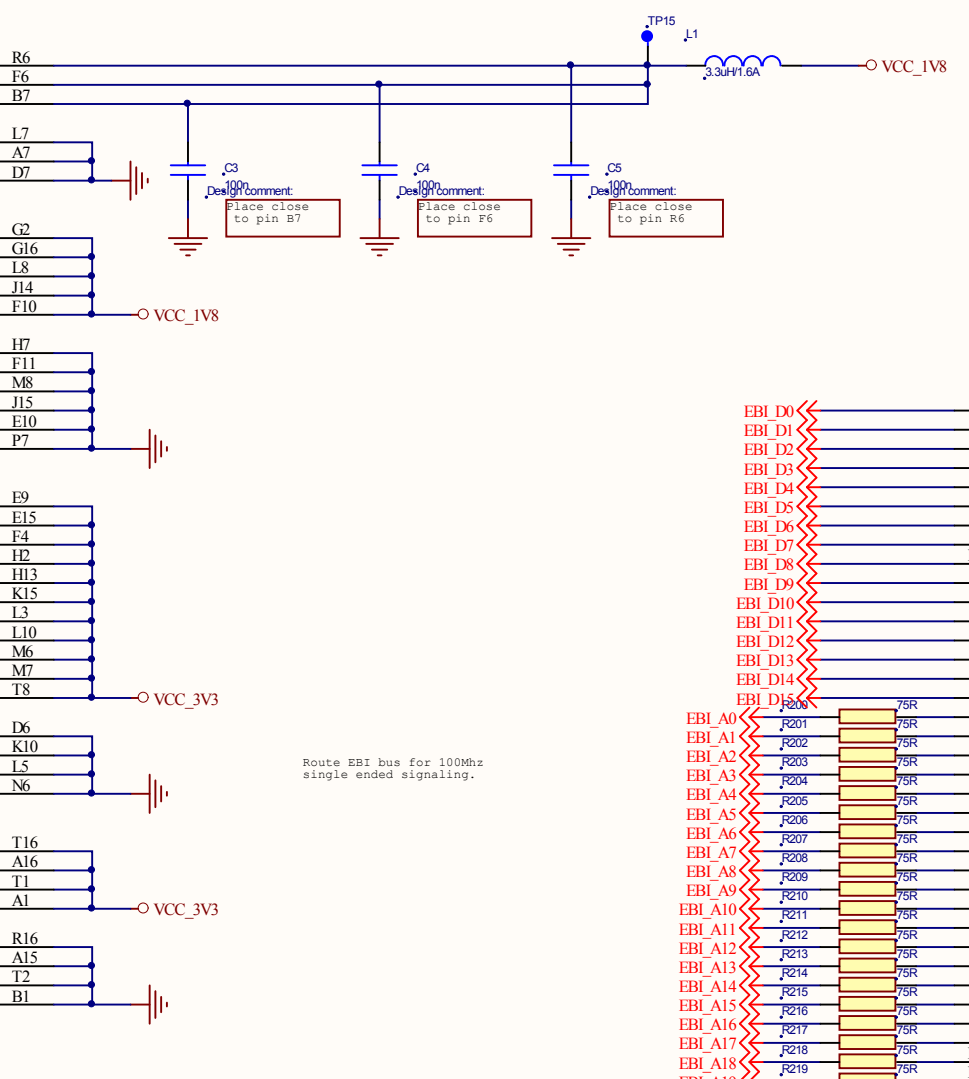 TP15
L1
3.3uH/1.6A
VCC_1V8
R6
F6
B7
L7
A7
D7
C3
100n
Design comment:
Place close
to pin B7
C4
100n
Design comment:
Place close
to pin F6
C5
100n
Design comment:
Place close
to pin R6
G2
G16
L8
J14
F10
VCC_1V8
H7
F11
M8
J15
E10
P7
E9
E15
F4
H2
H13
K15
L3
L10
M6
M7
T8
VCC_3V3
D6
K10
L5
N6
Route EBI bus for 100Mhz
single ended signaling.
T16
A16
T1
A1
VCC_3V3
R16
A15
T2
B1
EBI_D0
EBI_D1
EBI_D2
EBI_D3
EBI_D4
EBI_D5
EBI_D6
EBI_D7
EBI_D8
EBI_D9
EBI_D10
EBI_D11
EBI_D12
EBI_D13
EBI_D14
EBI_D15
EBI_A0 R200 75R
EBI_A1 R201 75R
EBI_A2 R202 75R
EBI_A3 R203 75R
EBI_A4 R204 75R
EBI_A5 R205 75R
EBI_A6 R206 75R
EBI_A7 R207 75R
EBI_A8 R208 75R
EBI_A9 R209 75R
EBI_A10 R210 75R
EBI_A11 R211 75R
EBI_A12 R212 75R
EBI_A13 R213 75R
EBI_A14 R214 75R
EBI_A15 R215 75R
EBI_A16 R216 75R
EBI_A17 R217 75R
EBI_A18 R218 75R
R219 75R